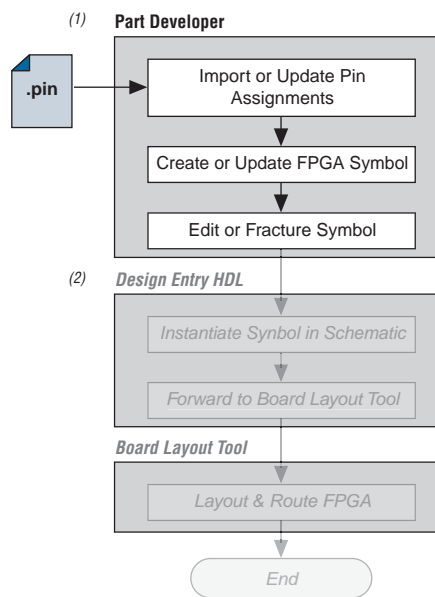 (1) Part Developer
.pin
Import or Update Pin
Assignments
Create or Update FPGA Symbol
Edit or Fracture Symbol
(2) Design Entry HDL
Instantiate Synbol in Schematic
Forward to Board Layout Tool
Board Layout Tool
Layout & Route FPGA
End